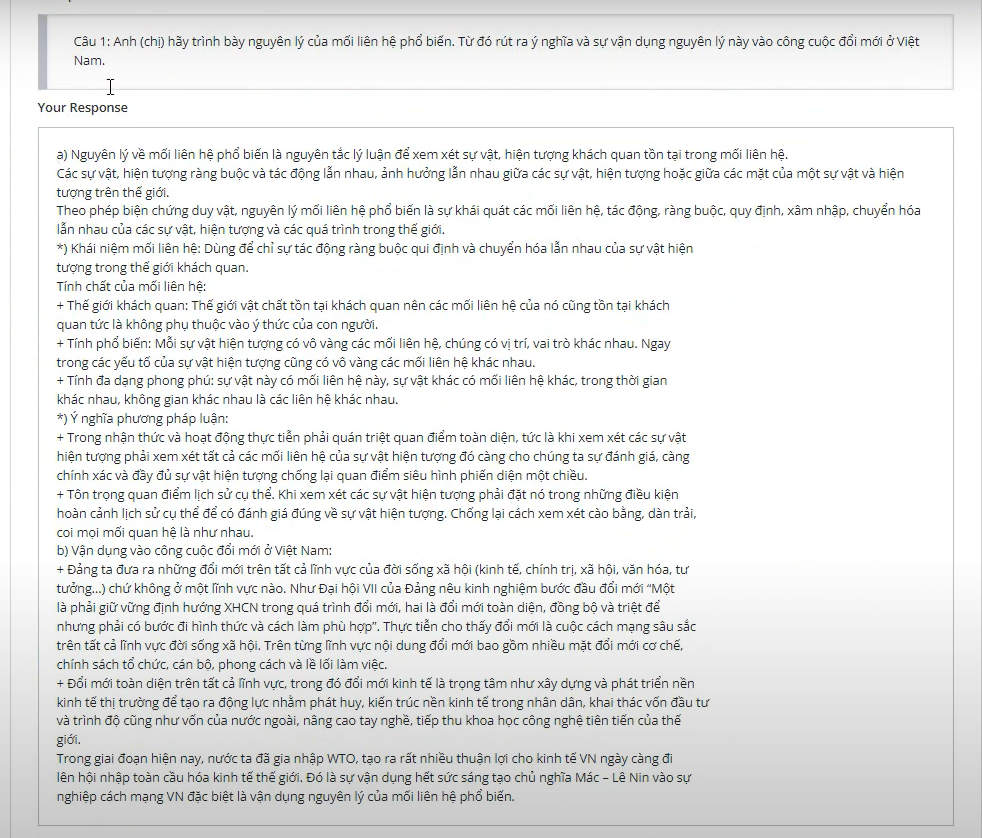 Câu 1: Anh (chị) hãy trình bày nguyên lý của mối liên hệ phổ biến. Từ đó rút ra ý nghĩa và sự vận dụng nguyên lý này vào công cuộc đổi mới ở Việt
Nam.
Your Response
a) Nguyên lý về mối liên hệ phổ biến là nguyên tắc lý luận để xem xét sự vật, hiện tượng khách quan tồn tại trong mối liên hệ.
Các sự vật, hiện tượng ràng buộc và tác động lẫn nhau, ảnh hưởng lẫn nhau giữa các sự vật, hiện tượng hoặc giữa các mặt của một sự vật và hiện
tượng trên thế giới.
Theo phép biện chứng duy vật, nguyên lý mối liên hệ phổ biến là sự khái quát các mối liên hệ, tác động, ràng buộc, quy định, xâm nhập, chuyển hóa
lẫn nhau của các sự vật, hiện tượng và các quá trình trong thế giới.
*) Khái niệm mối liên hệ: Dùng để chỉ sự tác động ràng buộc qui định và chuyển hóa lẫn nhau của sự vật hiện
tượng trong thế giới khách quan.
Tính chất của mối liên hệ:
+ Thế giới khách quan: Thế giới vật chất tồn tại khách quan nên các mối liên hệ của nó cũng tồn tại khách
quan tức là không phụ thuộc vào ý thức của con người.
+ Tính phổ biến: Mỗi sự vật hiện tượng có vô vàng các mối liên hệ, chúng có vị trí, vai trò khác nhau. Ngay
trong các yếu tố của sự vật hiện tượng cũng có vô vàng các mối liên hệ khác nhau.
+ Tính đa dạng phong phú: sự vật này có mối liên hệ này, sự vật khác có mối liên hệ khác, trong thời gian
khác nhau, không gian khác nhau là các liên hệ khác nhau.
*) Ý nghĩa phương pháp luận:
+ Trong nhận thức và hoạt động thực tiễn phải quán triệt quan điểm toàn diện, tức là khi xem xét các sự vật
hiện tượng phải xem xét tất cả các mối liên hệ của sự vật hiện tượng đó càng cho chúng ta sự đánh giá, càng
chính xác và đầy đủ sự vật hiện tượng chống lại quan điểm siêu hình phiến diện một chiều.
+ Tôn trọng quan điểm lịch sử cụ thể. Khi xem xét các sự vật hiện tượng phải đặt nó trong những điều kiện
hoàn cảnh lịch sử cụ thể để có đánh giá đúng về sự vật hiện tượng. Chống lại cách xem xét cào bằng, dàn trải,
coi mọi mối quan hệ là như nhau.
b) Vận dụng vào công cuộc đổi mới ở Việt Nam:
+ Đảng ta đưa ra những đổi mới trên tất cả lĩnh vực của đời sống xã hội (kinh tế, chính trị, xã hội, văn hóa, tư
tưởng...) chứ không ở một lĩnh vực nào. Như Đại hội VII của Đảng nêu kinh nghiệm bước đầu đổi mới “Một
là phải giữ vững định hướng XHCN trong quá trình đổi mới, hai là đổi mới toàn diện, đồng bộ và triệt để
nhưng phải có bước đi hình thức và cách làm phù hợp”. Thực tiễn cho thấy đổi mới là cuộc cách mạng sâu sắc
trên tất cả lĩnh vực đời sống xã hội. Trên từng lĩnh vực nội dung đổi mới bao gồm nhiều mặt đổi mới cơ chế,
chính sách tổ chức, cán bộ, phong cách và lề lối làm việc.
+ Đổi mới toàn diện trên tất cả lĩnh vực, trong đó đổi mới kinh tế là trọng tâm như xây dựng và phát triển nền
kinh tế thị trường để tạo ra động lực nhằm phát huy, kiến trúc nền kinh tế trong nhân dân, khai thác vốn đầu tư
và trình độ cũng như vốn của nước ngoài, nâng cao tay nghề, tiếp thu khoa học công nghệ tiên tiến của thế
giới.
Trong giai đoạn hiện nay, nước ta đã gia nhập WTO, tạo ra rất nhiều thuận lợi cho kinh tế VN ngày càng đi
lên hội nhập toàn cầu hóa kinh tế thế giới. Đó là sự vận dụng hết sức sáng tạo chủ nghĩa Mác – Lê Nin vào sự
nghiệp cách mạng VN đặc biệt là vận dụng nguyên lý của mối liên hệ phổ biến.